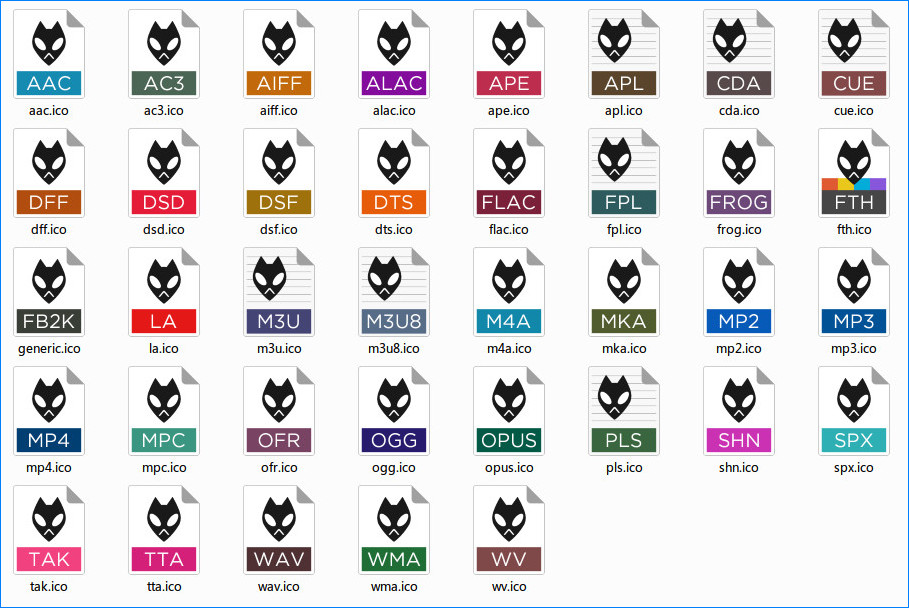 AAC AC3 AIFF ALAC APE APL CDA CUE
aac.ico ac3.ico aiff.ico alac.ico ape.ico apl.ico cda.ico cue.ico
DFF DSD DSF DTS FLAC FPL FROG FTH
dff.ico dsd.ico dsf.ico dts.ico flac.ico fpl.ico frog.ico fth.ico
FB2K LA M3U M3U8 M4A MKA MP2 MP3
generic.ico la.ico m3u.ico m3u8.ico m4a.ico mka.ico mp2.ico mp3.ico
MP4 MPC OFR OGG OPUS PLS SHN SPX
mp4.ico mpc.ico ofr.ico ogg.ico opus.ico pls.ico shn.ico spx.ico
TAK TTA WAV WMA WV
tak.ico tta.ico wav.ico wma.ico wv.ico